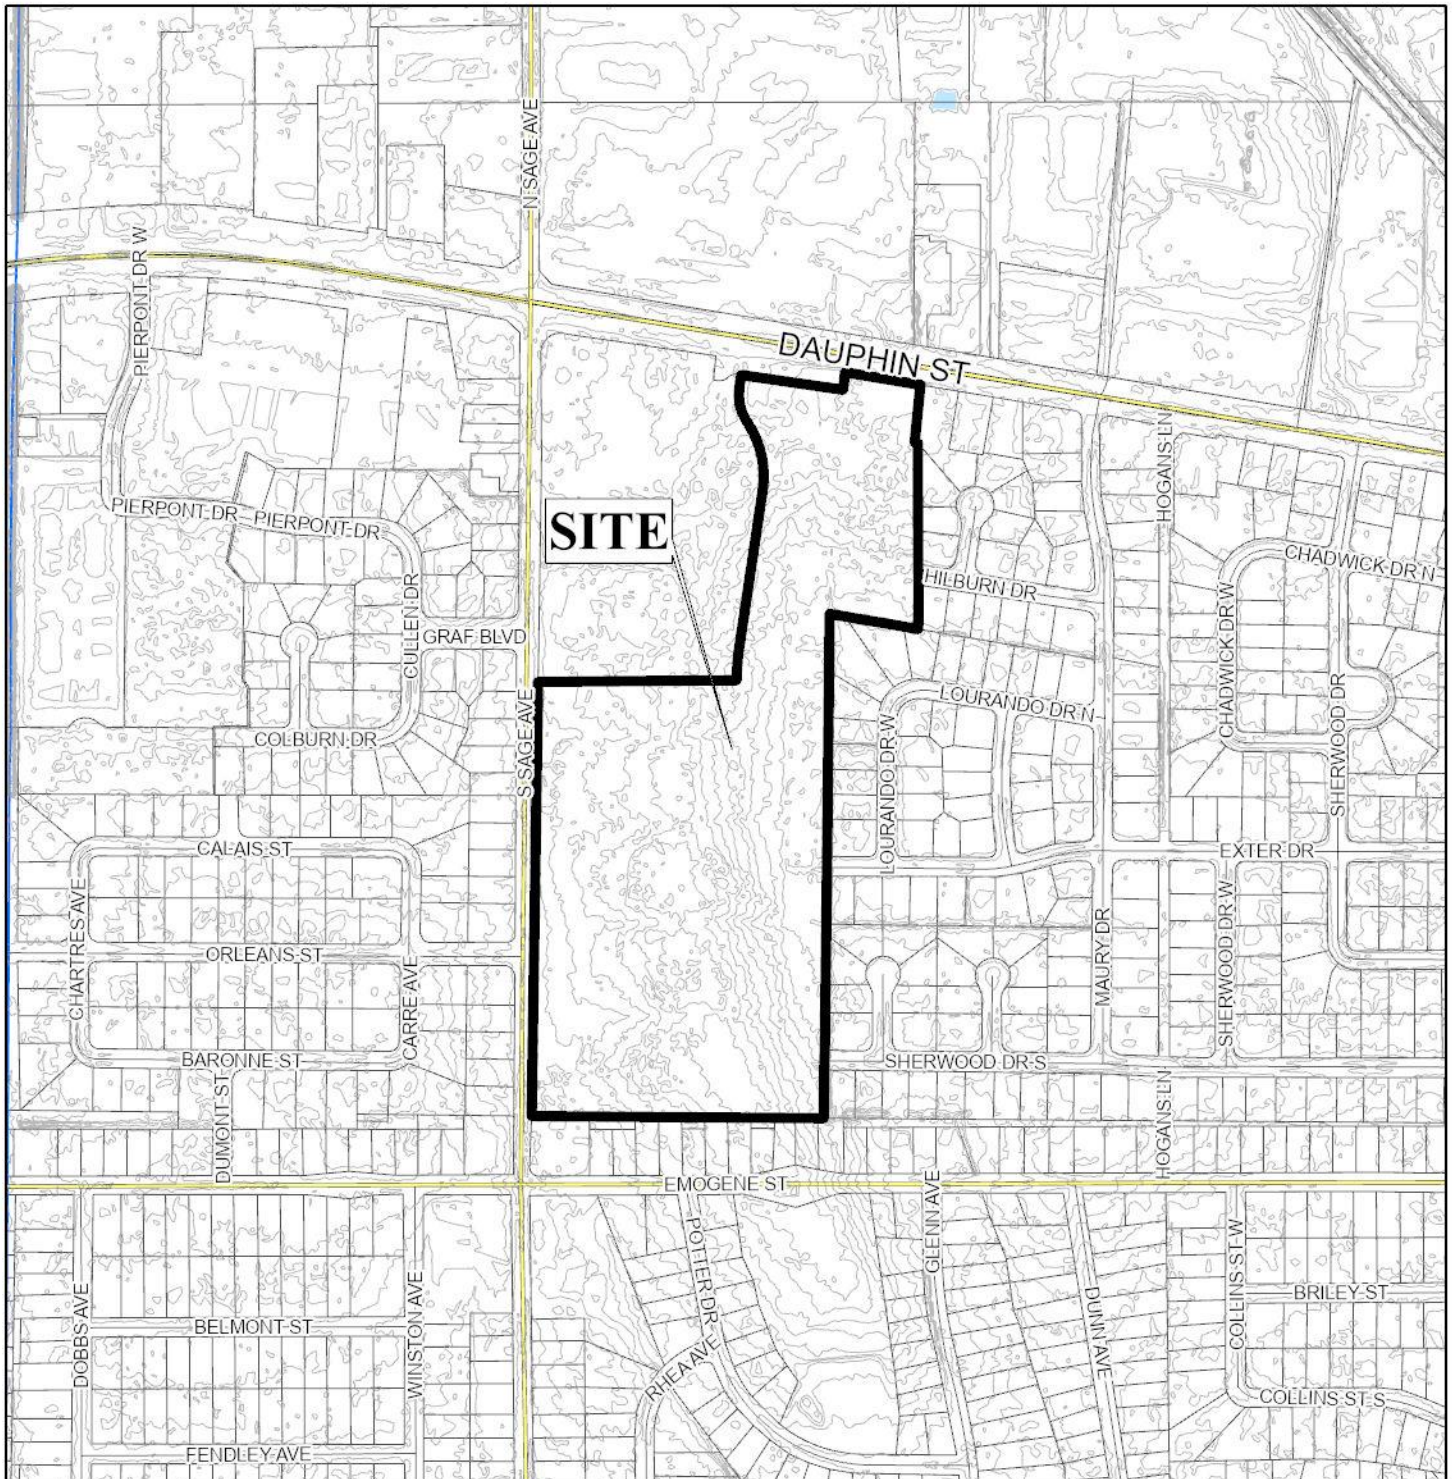 N SAGE AVE
PIERPONT DR W
DAUPHIN ST
HOGANS LN
SITE
PIERPONT DR
PIERPONT DR
CHADWICK DR N
HILBURN DR
CULLEN DR
GRAF BLVD
CHADWICK DR W
LOURANDO DR N
S SAGE AVE
COLBURN DR
LOURANDO DR W
SHERWOOD DR
CALAIS ST
EXTER DR
CHARTRES AVE
ORLEANS ST
CARRE AVE
MAURY DR
SHERWOOD DR W
BARONNE ST
SHERWOOD DR S
DUMONT ST
HOGANS LN
EMOGENE ST
GLENN AVE
POTTER DR
COLLINS ST W
DOBBS AVE
BELMONT ST
WINSTON AVE
DUNN AVE
BRILEY ST
RHEA AVE
COLLINS ST S
FENDLEY AVE